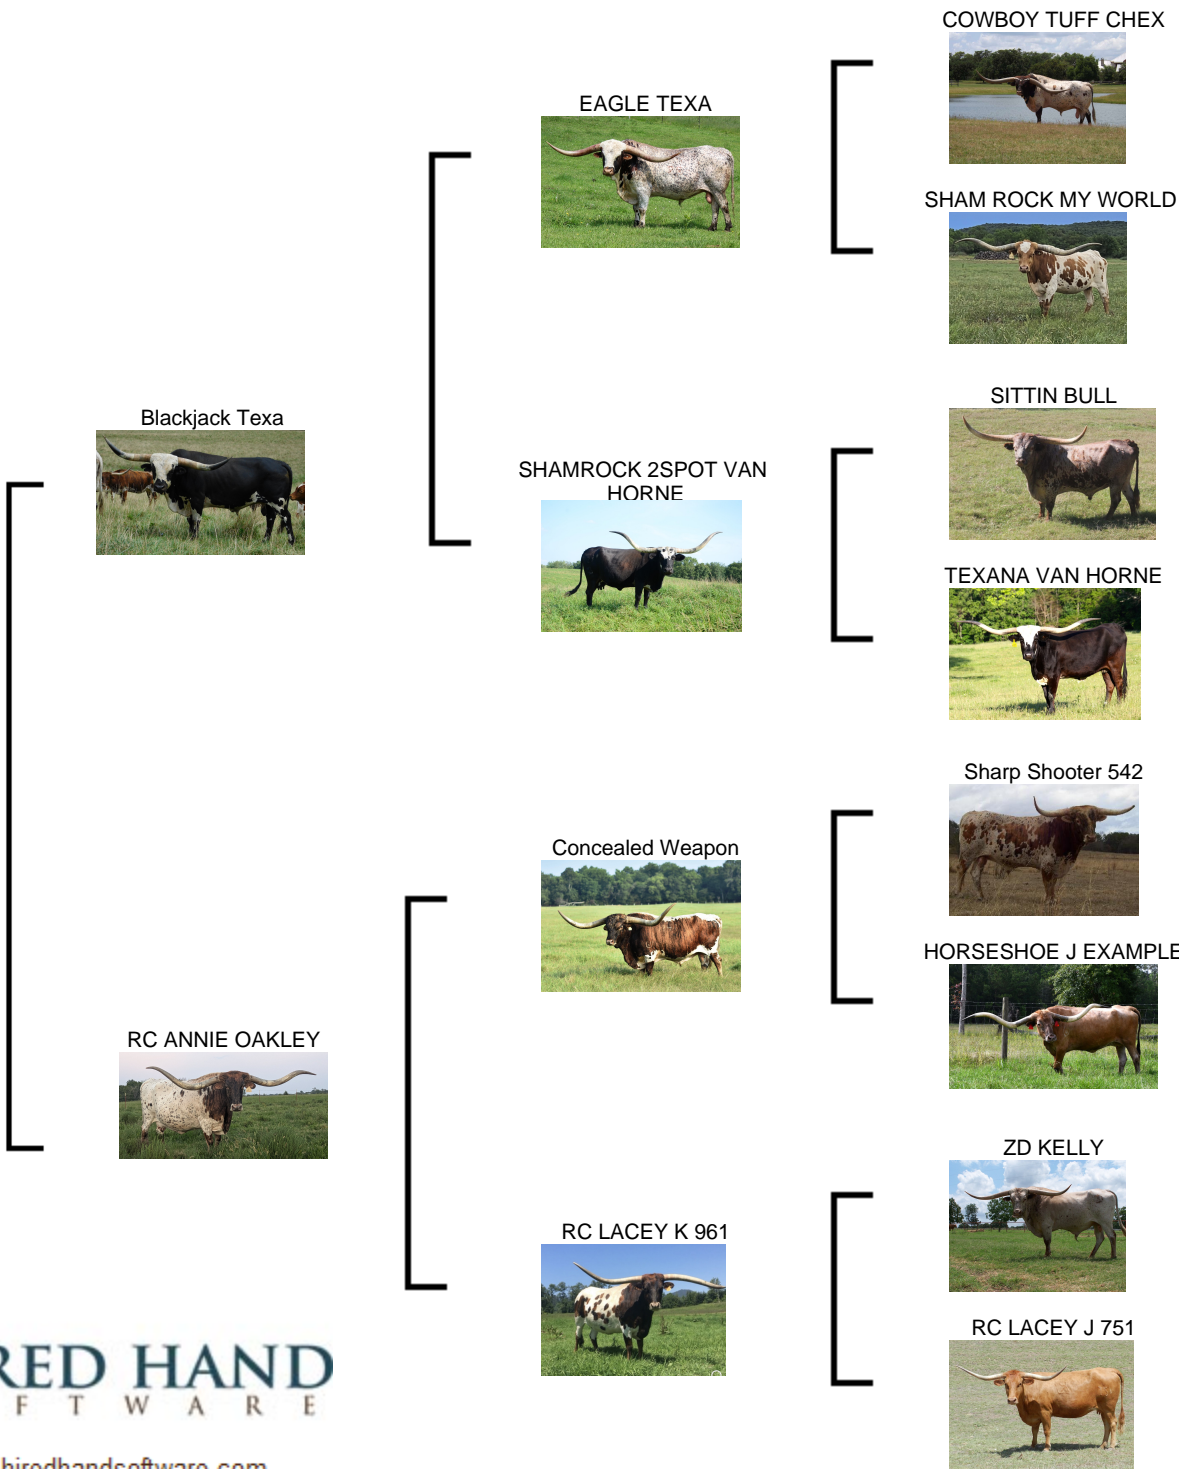 COWBOY TUFF CHEX
EAGLE TEXA
SHAM ROCK MY WORLD
Blackjack Texa
SITTIN BULL
SHAMROCK 2SPOT VAN
HORNE
TEXANA VAN HORNE
Sharp Shooter 542
Concealed Weapon
HORSESHOE J EXAMPLE
RC ANNIE OAKLEY
ZD KELLY
RC LACEY K 961
RC LACEY J 751
RED HAND
F T W A R E
hiredhandsoftware.com